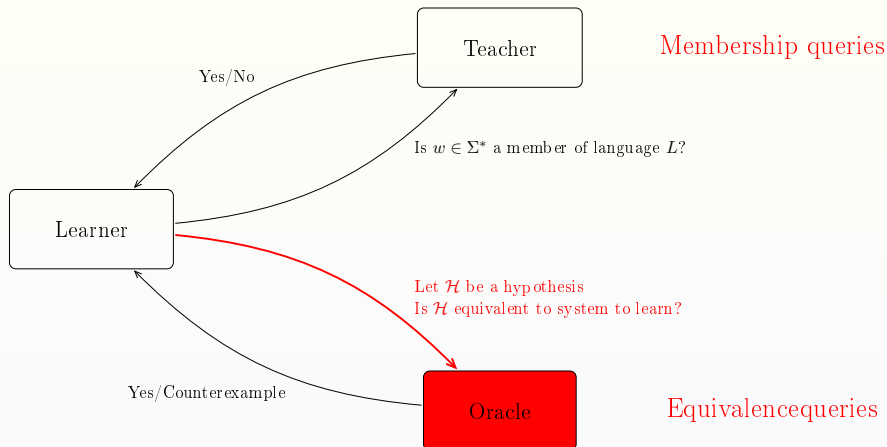 Teacher
Membership queries
Yes/No
Is w ∈ Σ* a member of language L?
Learner
Let ℋ be a hypothesis
Is ℋ equivalent to system to learn?
Yes/Counterexample
Oracle
Equivalencequeries